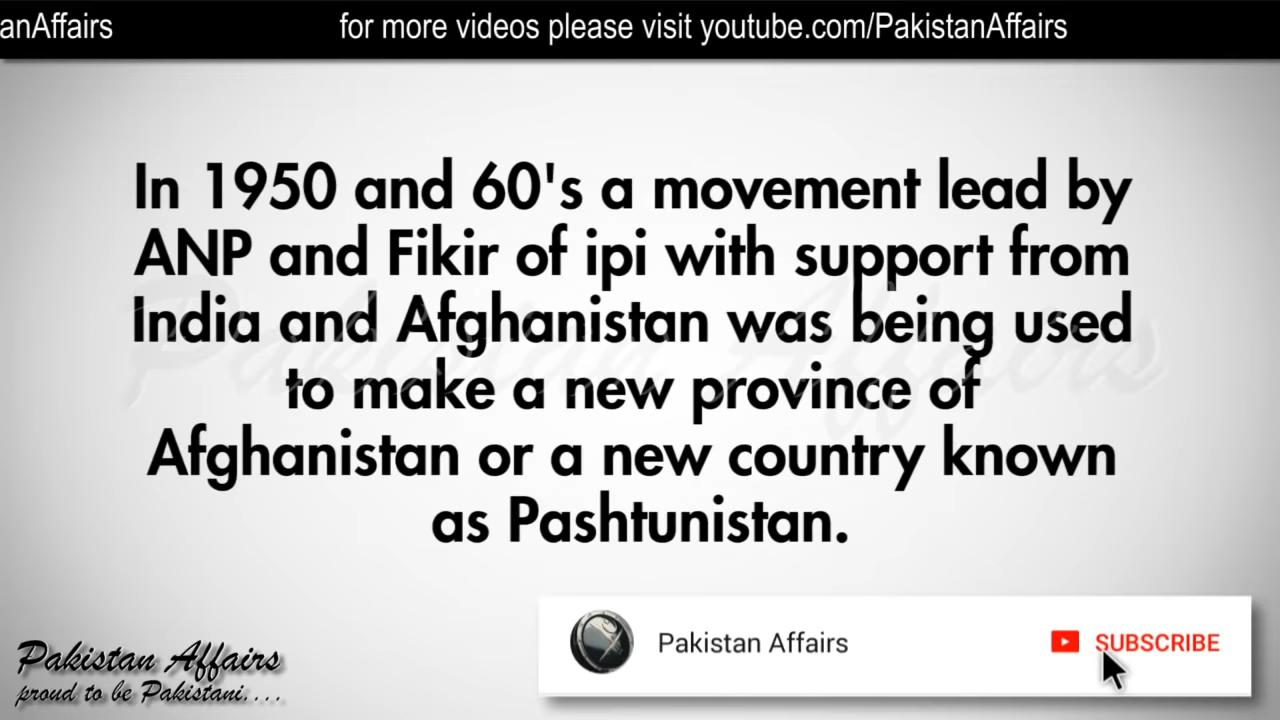 anAffairs for more videos please visit youtube.com/PakistanAffairs
In 1950 and 60's a movement lead by
ANP and Fikir of ipi with support from
India and Afghanistan was being used
to make a new province of
Afghanistan or a new country known
as Pashtunistan.
Pakistan Affairs
Pakistan Affairs SUBSCRIBE
Pakistan Affairs
proud to be Pakistani....